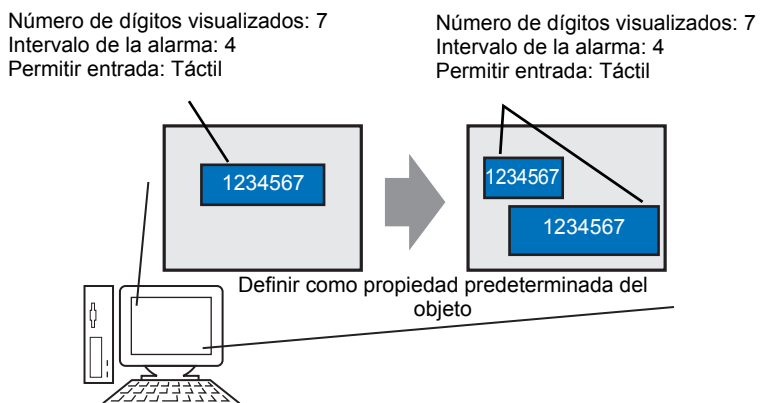 Número de dígitos visualizados: 7
Intervalo de la alarma: 4
Permitir entrada: Táctil
Número de dígitos visualizados: 7
Intervalo de la alarma: 4
Permitir entrada: Táctil
1234567
1234567
1234567
Definir como propiedad predeterminada del
objeto